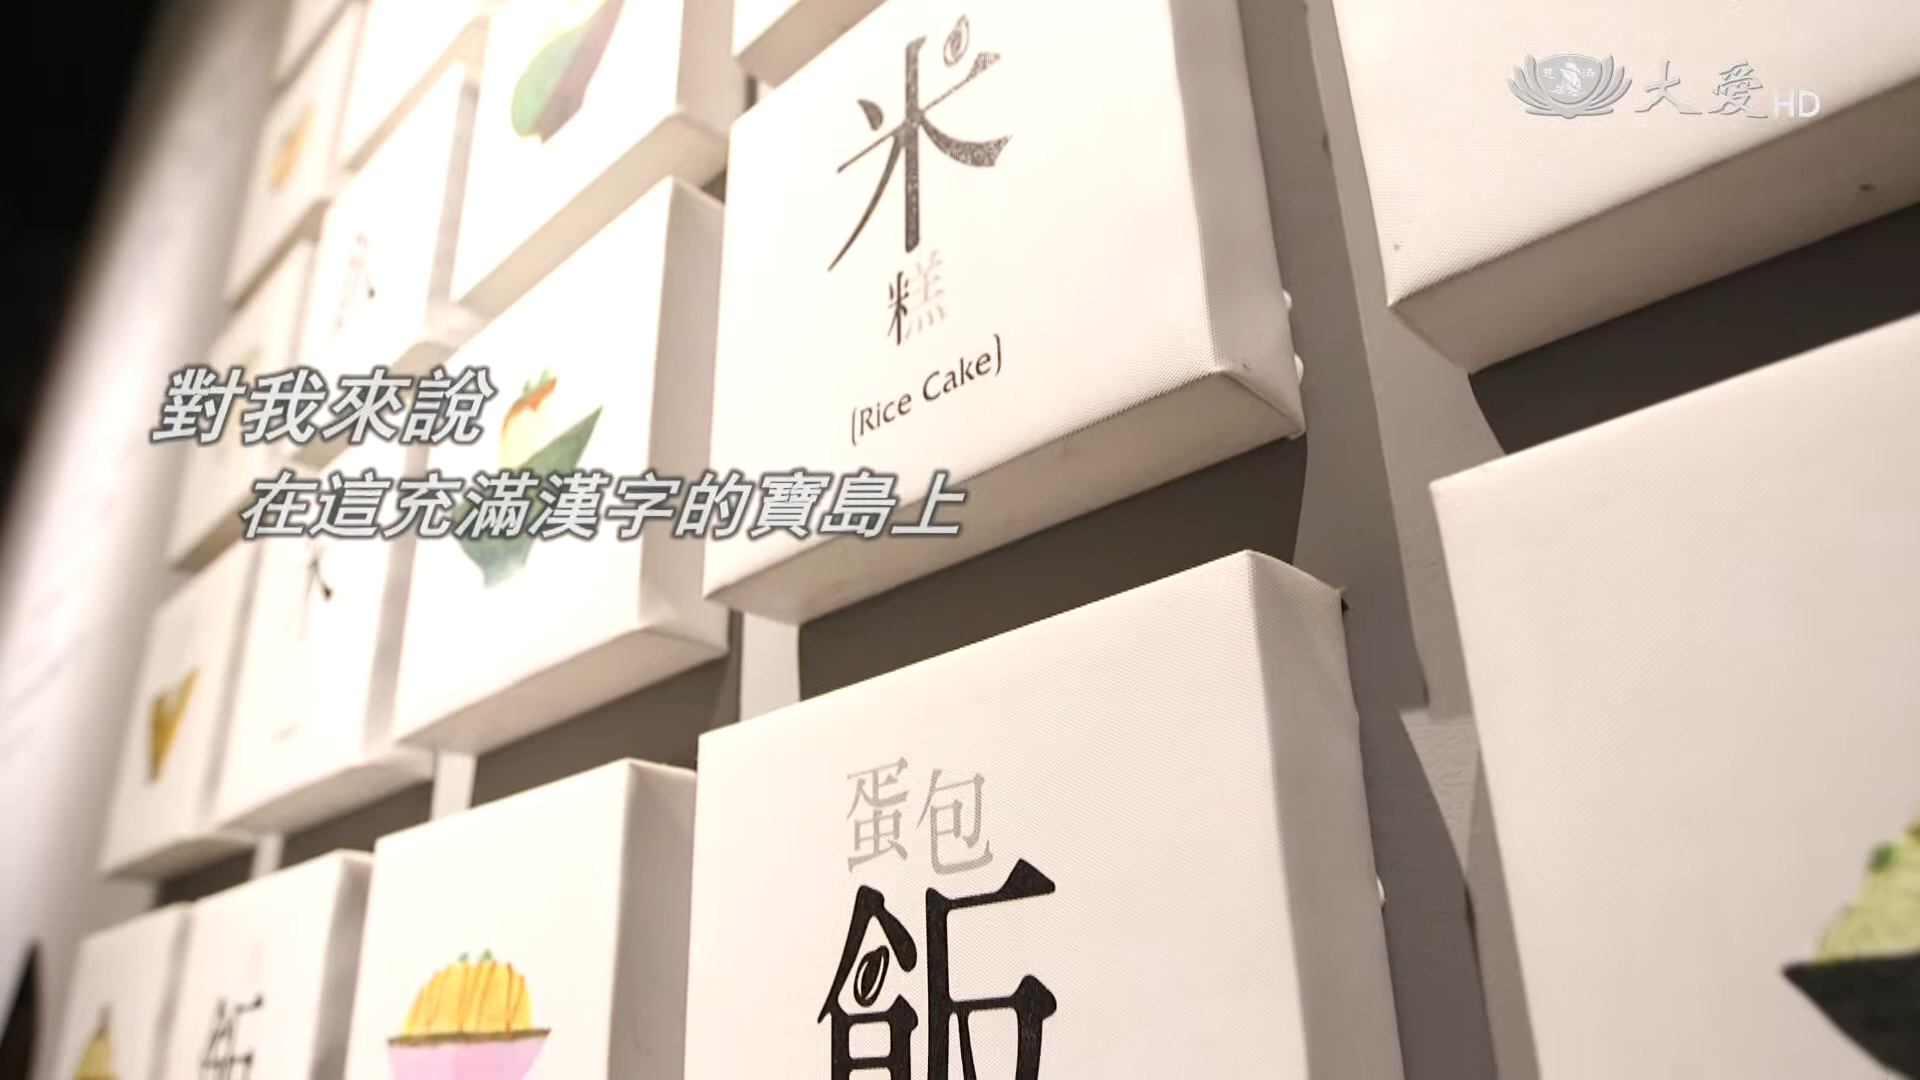 大愛HD
米
糕
(Rice Cake)
對我來說
在這充滿漢字的寶島上
蛋包
飯
飯